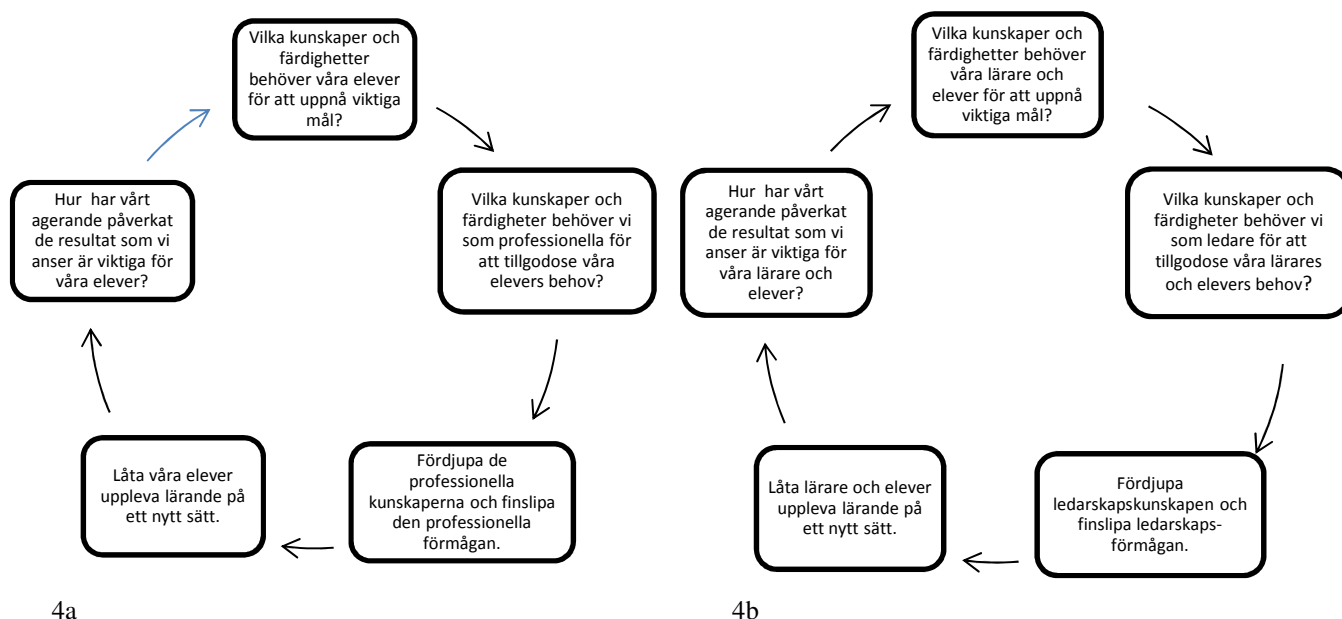 Vilka kunskaper och
färdighetter
behöver våra elever
för att uppnå viktiga
mål?
Vilka kunskaper och
färdigheter behöver vi
som professionella för
att tillgodose våra
elevers behov?
Fördjupa de
professionella
kunskaperna och finslipa
den professionella
förmågan.
Låta våra elever
uppleva lärande på
ett nytt sätt.
Hur har vårt
agerande påverkat
de resultat som vi
anser är viktiga för
våra elever?
4a
Vilka kunskaper och
färdighetter behöver
våra lärare och
elever för att uppnå
viktiga mål?
Vilka kunskaper och
färdigheter behöver vi
som ledare för att
tillgodose våra lärares
och elevers behov?
Fördjupa
ledarskapskunskapen och
finslipa ledarskaps-
förmågan.
Låta lärare och elever
uppleva lärande på
ett nytt sätt.
Hur har vårt
agerande påverkat
de resultat som vi
anser är viktiga för
våra lärare och
elever?
4b